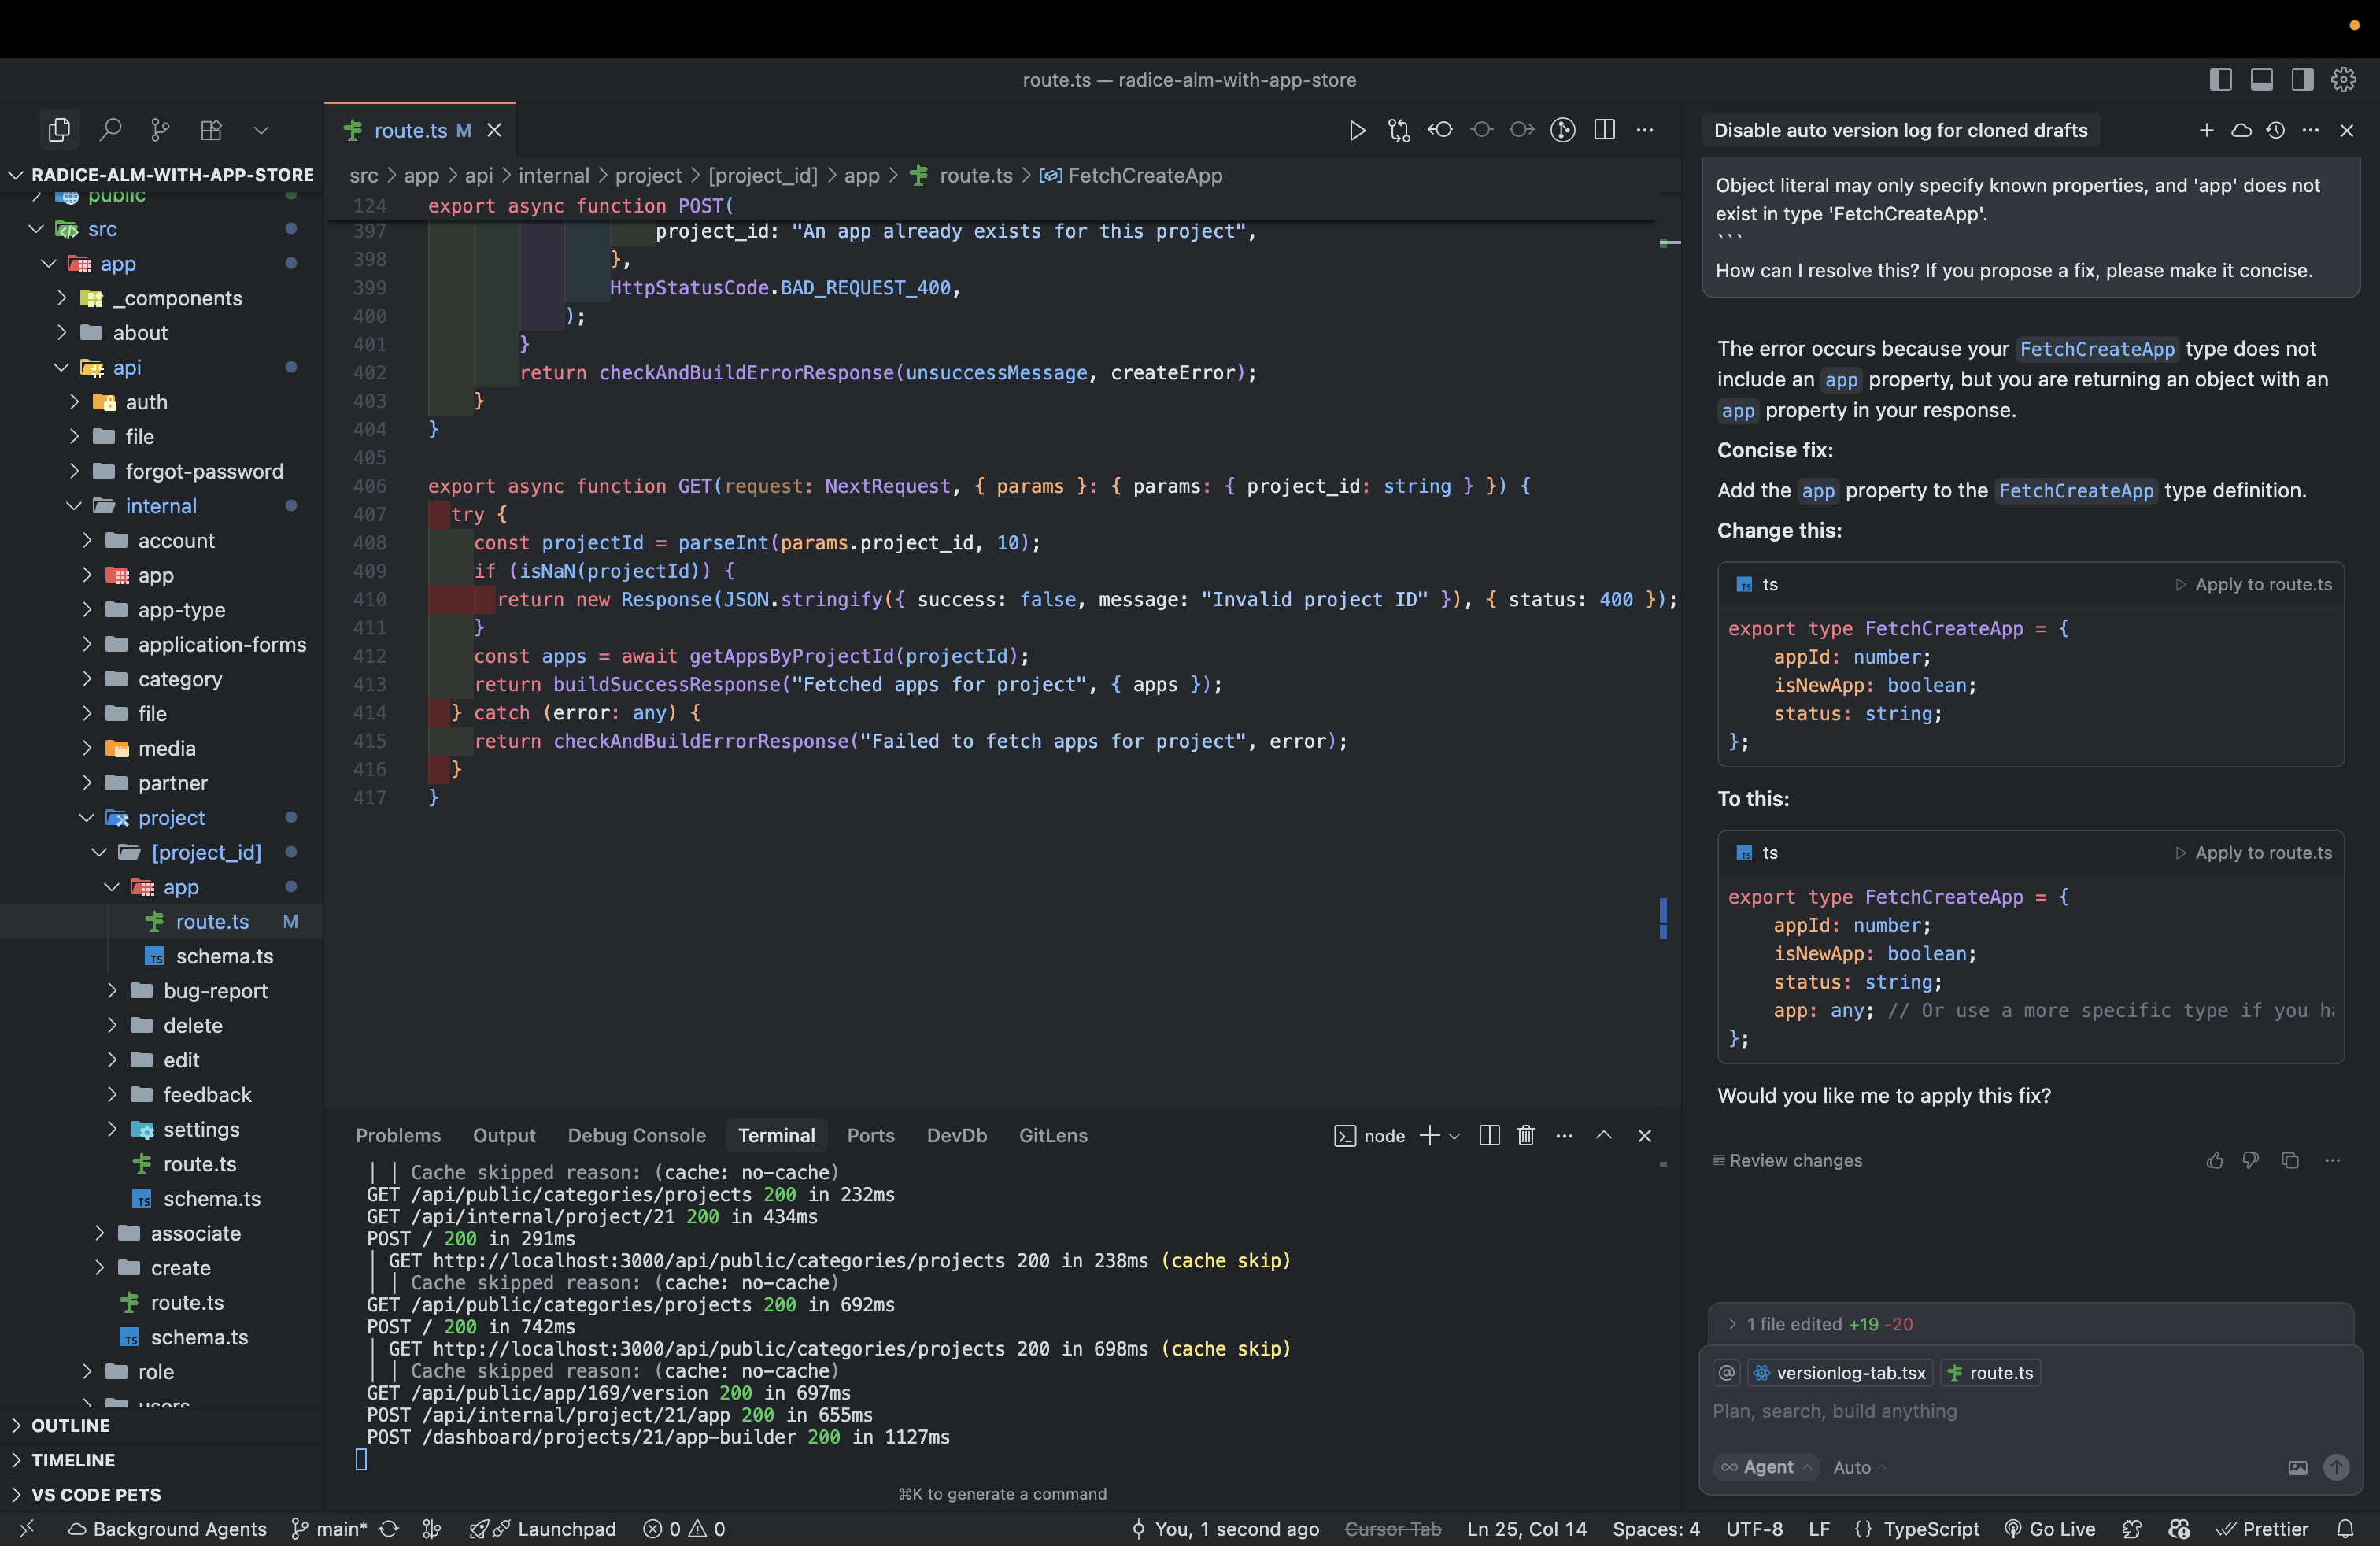 route.ts — radice-alm-with-app-store
RADICE-ALM-WITH-APP-STORE
public
src
app
_components
about
api
auth
file
forgot-password
internal
account
app
app-type
application-forms
category
file
media
partner
project
[project_id]
app
route.ts M
schema.ts
bug-report
delete
edit
feedback
settings
route.ts
schema.ts
associate
create
route.ts
schema.ts
role
users
OUTLINE
TIMELINE
VS CODE PETS
route.ts M
src > app > api > internal > project > [project_id] > app > route.ts > FetchCreateApp
124 export async function POST(
397 project_id: "An app already exists for this project",
398 },
399 HttpStatusCode.BAD_REQUEST_400,
400 );
401 }
402 return checkAndBuildErrorResponse(unsuccessMessage, createError);
403 }
404 }
405
406 export async function GET(request: NextRequest, { params }: { params: { project_id: string } }) {
407 try {
408 const projectId = parseInt(params.project_id, 10);
409 if (isNaN(projectId)) {
410 return new Response(JSON.stringify({ success: false, message: "Invalid project ID" }), { status: 400 });
411 }
412 const apps = await getAppsByProjectId(projectId);
413 return buildSuccessResponse("Fetched apps for project", { apps });
414 } catch (error: any) {
415 return checkAndBuildErrorResponse("Failed to fetch apps for project", error);
416 }
417 }
Problems Output Debug Console Terminal Ports DevDb GitLens
node
| | Cache skipped reason: (cache: no-cache)
GET /api/public/categories/projects 200 in 232ms
GET /api/internal/project/21 200 in 434ms
POST / 200 in 291ms
| GET http://localhost:3000/api/public/categories/projects 200 in 238ms (cache skip)
| | Cache skipped reason: (cache: no-cache)
GET /api/public/categories/projects 200 in 692ms
POST / 200 in 742ms
| GET http://localhost:3000/api/public/categories/projects 200 in 698ms (cache skip)
| | Cache skipped reason: (cache: no-cache)
GET /api/public/app/169/version 200 in 697ms
POST /api/internal/project/21/app 200 in 655ms
POST /dashboard/projects/21/app-builder 200 in 1127ms
⌘K to generate a command
Disable auto version log for cloned drafts
Object literal may only specify known properties, and 'app' does not
exist in type 'FetchCreateApp'.
```
How can I resolve this? If you propose a fix, please make it concise.
The error occurs because your FetchCreateApp type does not
include an app property, but you are returning an object with an
app property in your response.
Concise fix:
Add the app property to the FetchCreateApp type definition.
Change this:
ts Apply to route.ts
export type FetchCreateApp = {
appId: number;
isNewApp: boolean;
status: string;
};
To this:
ts Apply to route.ts
export type FetchCreateApp = {
appId: number;
isNewApp: boolean;
status: string;
app: any; // Or use a more specific type if you
};
Would you like me to apply this fix?
Review changes
1 file edited +19 -20
@ versionlog-tab.tsx route.ts
Plan, search, build anything
Agent Auto
Background Agents main* Launchpad 0 0 You, 1 second ago Cursor Tab Ln 25, Col 14 Spaces: 4 UTF-8 LF {} TypeScript Go Live Prettier